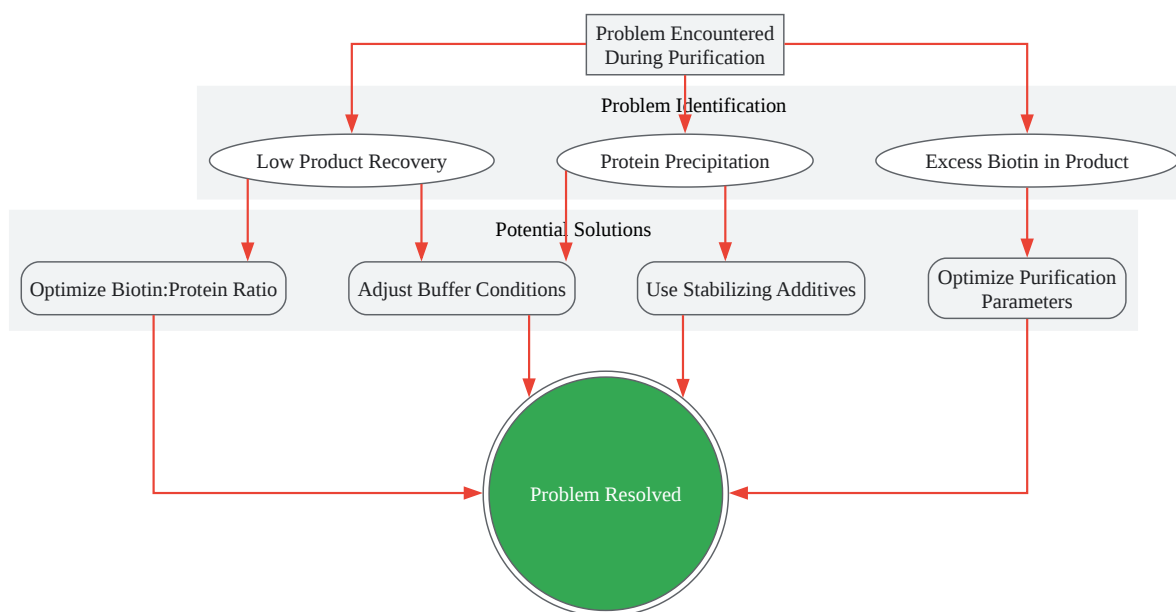 Problem Encountered
During Purification
Problem Identification
Low Product Recovery
Protein Precipitation
Excess Biotin in Product
Potential Solutions
Optimize Biotin:Protein Ratio
Adjust Buffer Conditions
Use Stabilizing Additives
Optimize Purification
Parameters
Problem Resolved